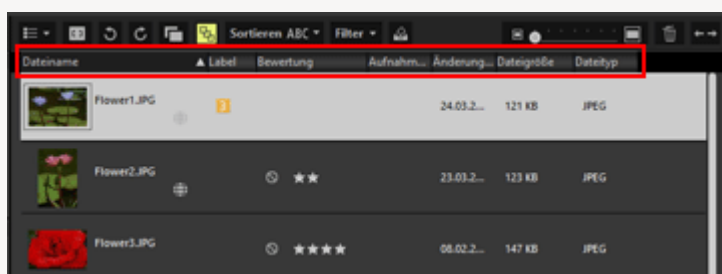 Sortieren ABC Filter
Dateiname Label Bewertung Aufnahm... Änderung... Dateigröße Dateityp
Flower1.JPG 3 24.03.2... 121 KB JPEG
Flower2.JPG 23.03.2... 123 KB JPEG
Flower3.JPG 08.02.2... 147 KB JPEG